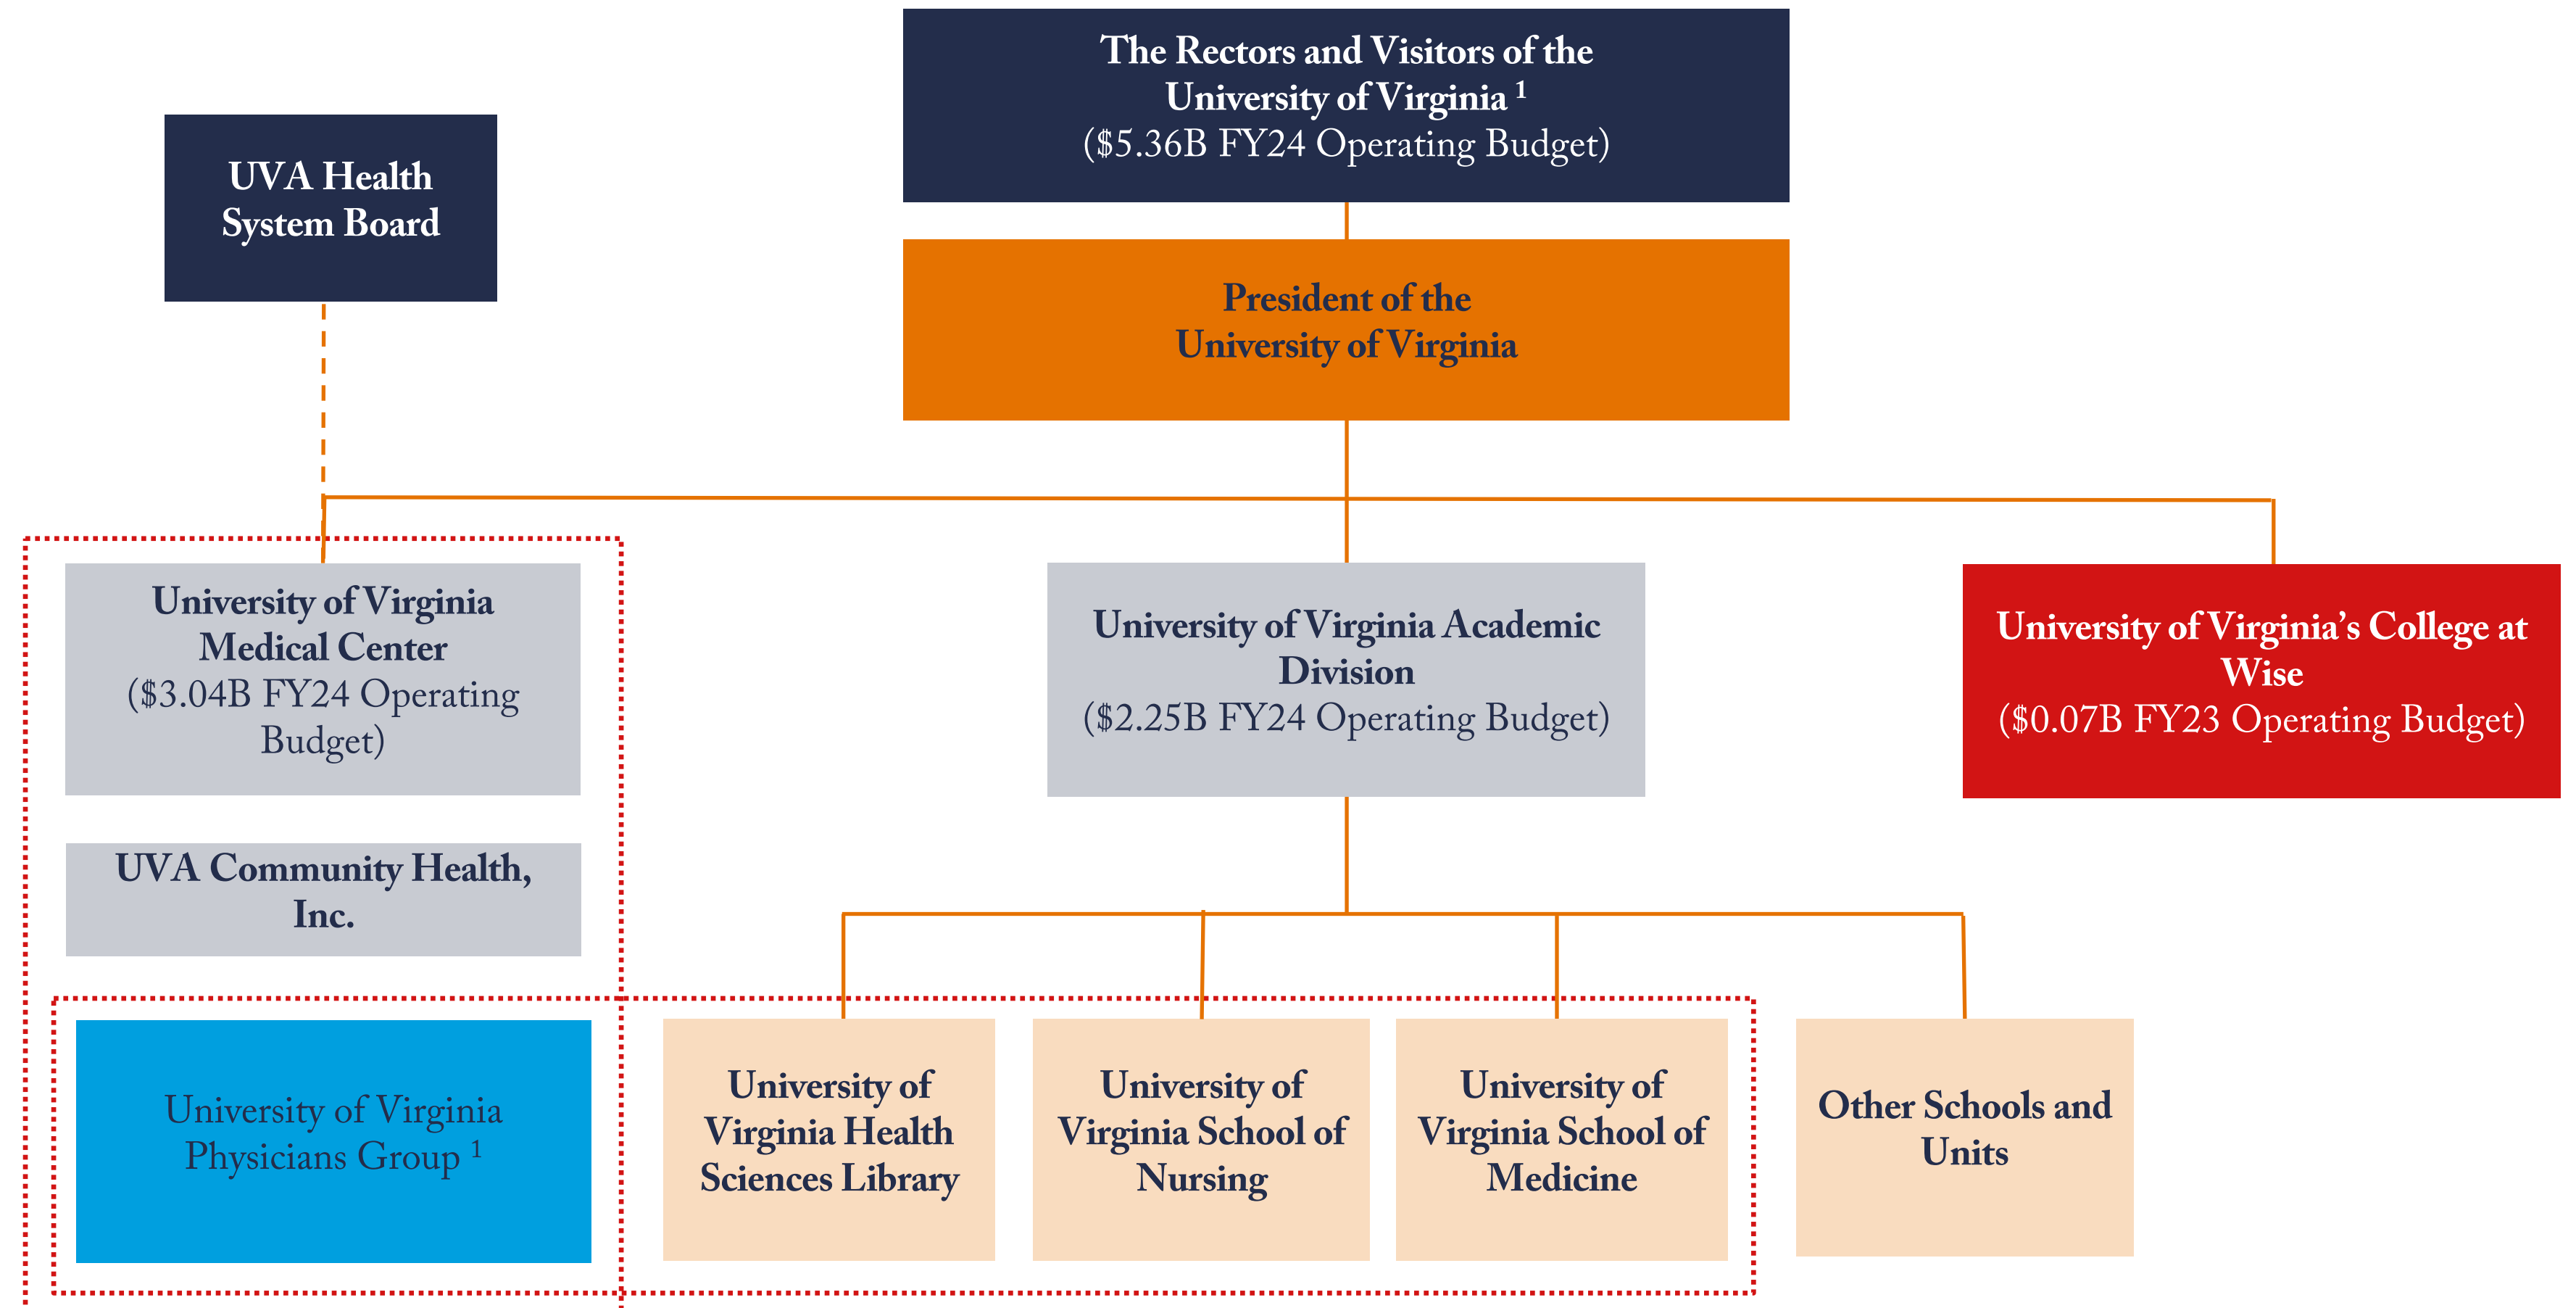 The Rectors and Visitors of the
University of Virginia ¹
($5.36B FY24 Operating Budget)
UVA Health
System Board
President of the
University of Virginia
University of Virginia
Medical Center
($3.04B FY24 Operating
Budget)
University of Virginia Academic
Division
($2.25B FY24 Operating Budget)
University of Virginia’s College at
Wise
($0.07B FY23 Operating Budget)
UVA Community Health,
Inc.
University of Virginia
Physicians Group ¹
University of
Virginia Health
Sciences Library
University of
Virginia School of
Nursing
University of
Virginia School of
Medicine
Other Schools and
Units